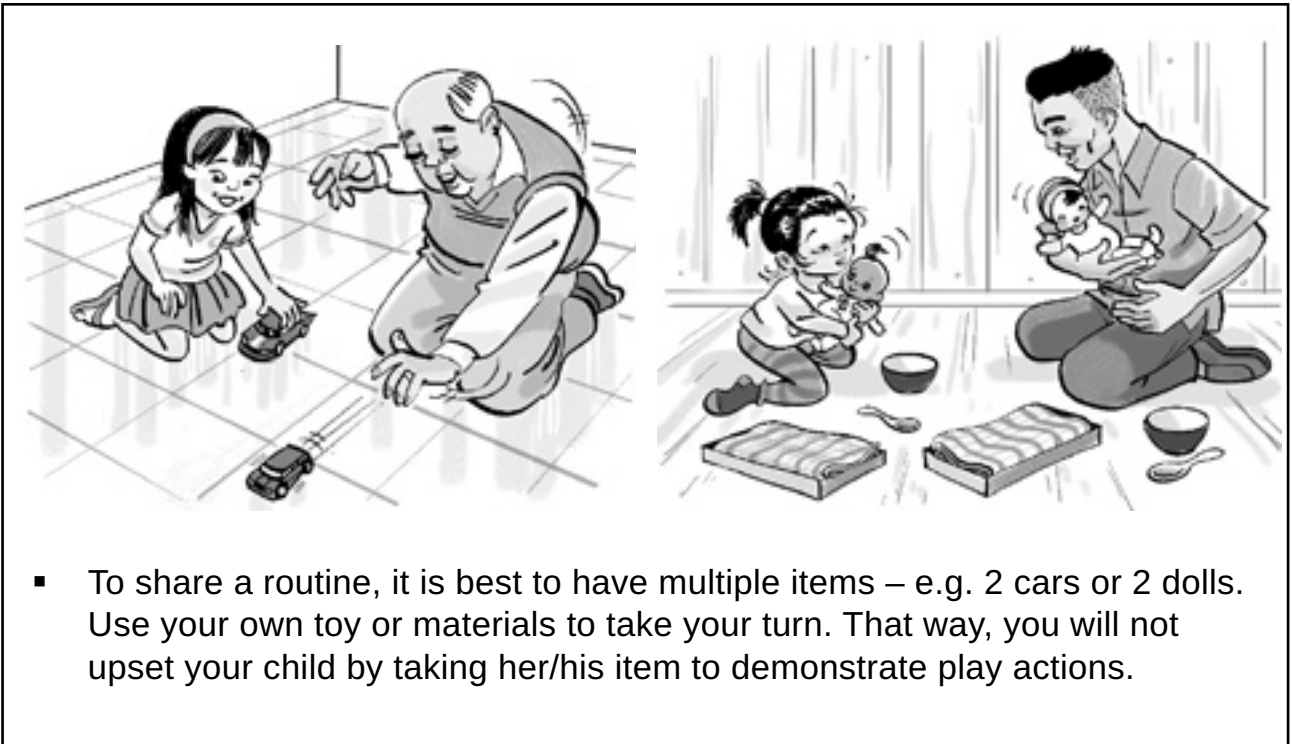 ▪ To share a routine, it is best to have multiple items – e.g. 2 cars or 2 dolls.
Use your own toy or materials to take your turn. That way, you will not
upset your child by taking her/his item to demonstrate play actions.